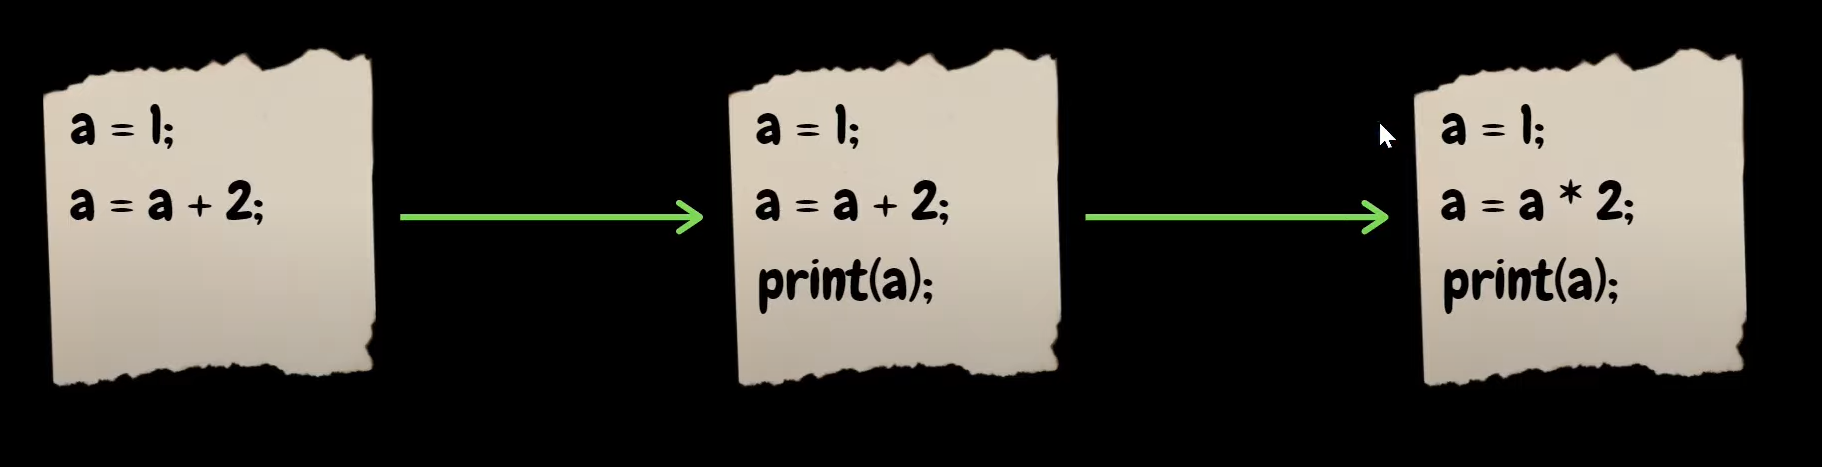 a = 1;
a = a + 2;
a = 1;
a = a + 2;
print(a);
a = 1;
a = a * 2;
print(a);